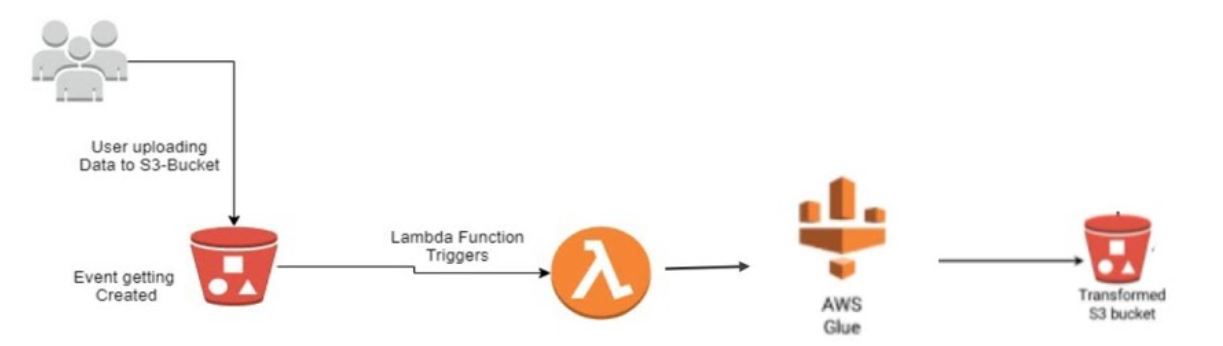 User uploading
Data to S3-Bucket
Event getting
Created
Lambda Function
Triggers
AWS
Glue
Transformed
S3 bucket